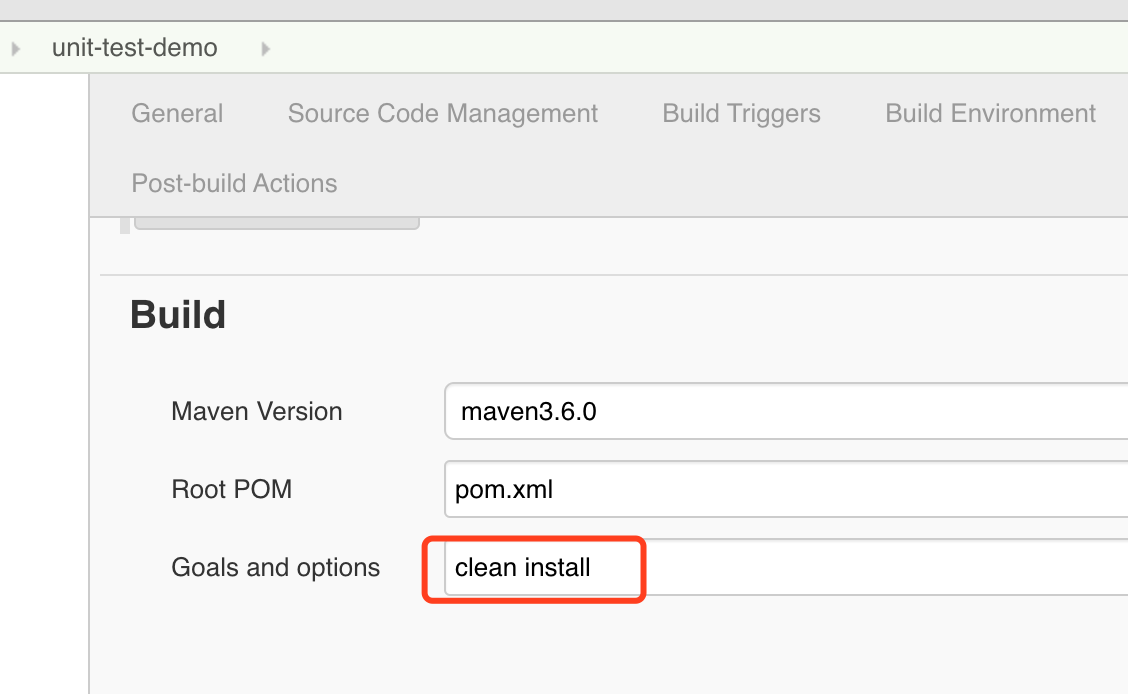 unit-test-demo
General Source Code Management Build Triggers Build Environment
Post-build Actions
Build
Maven Version maven3.6.0
Root POM pom.xml
Goals and options clean install